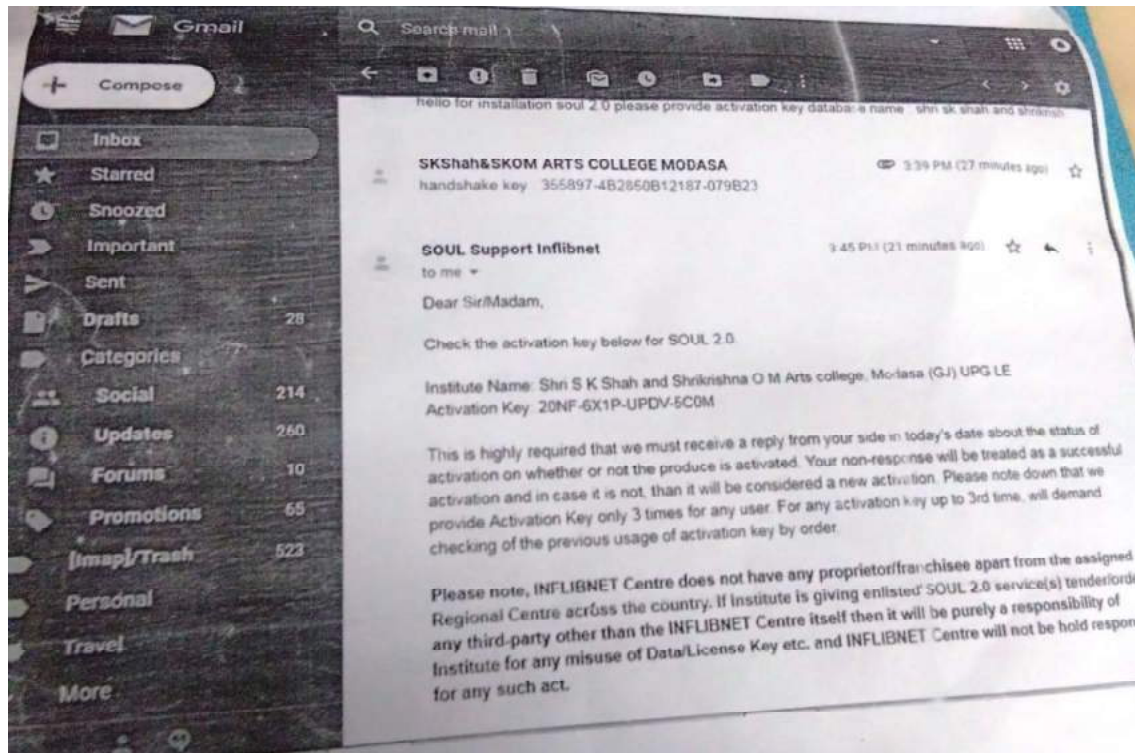 Gmail
Search mail
Compose
Inbox
Starred
Snoozed
Important
Sent
Drafts 28
Categories
Social 214
Updates 260
Forums 10
Promotions 65
[Imap]/Trash 523
Personal
Travel
More
hello for installation soul 2.0 please provide activation key database name shri sk shah and shrikrish
SKShah&SKOM ARTS COLLEGE MODASA 3:39 PM (27 minutes ago)
handshake key 355897-4B2850B12187-079B23
SOUL Support Inflibnet 3:45 PM (21 minutes ago)
to me
Dear Sir/Madam,
Check the activation key below for SOUL 2.0.
Institute Name: Shri S K Shah and Shrikrishna O M Arts college, Modasa (GJ) UPG LE
Activation Key: 20NF-6X1P-UPDV-5C0M
This is highly required that we must receive a reply from your side in today's date about the status of
activation on whether or not the produce is activated. Your non-response will be treated as a successful
activation and in case it is not, than it will be considered a new activation. Please note down that we
provide Activation Key only 3 times for any user. For any activation key up to 3rd time, will demand
checking of the previous usage of activation key by order.
Please note, INFLIBNET Centre does not have any proprietor/franchisee apart from the assigned
Regional Centre across the country. If Institute is giving enlisted SOUL 2.0 service(s) tender/orde
any third-party other than the INFLIBNET Centre itself then it will be purely a responsibility of
Institute for any misuse of Data/License Key etc. and INFLIBNET Centre will not be hold respon
for any such act.